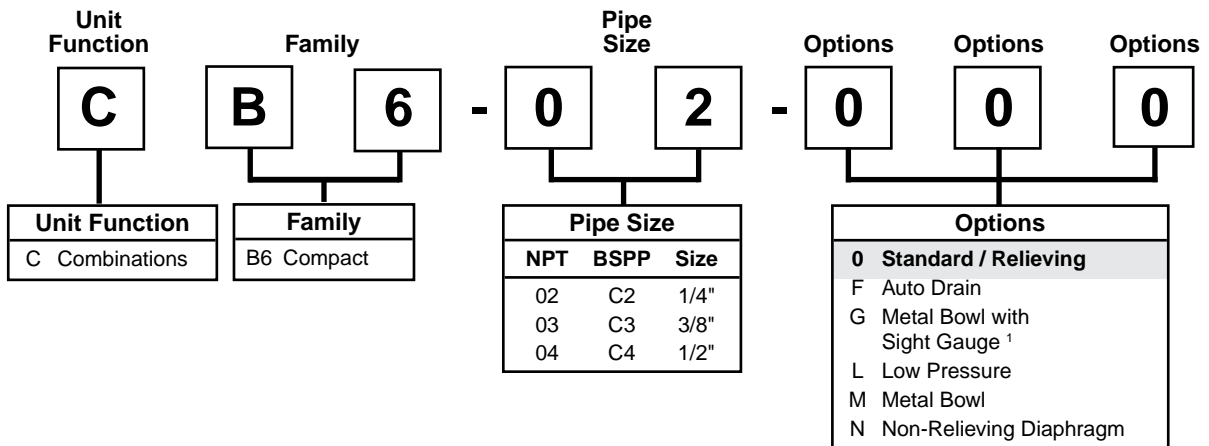 Unit
Function
Family
Pipe
Size
Options
Options
Options
C B 6 - 0 2 - 0 0 0
Unit Function
C Combinations
Family
B6 Compact
Pipe Size
NPT BSPP Size
02 C2 1/4"
03 C3 3/8"
04 C4 1/2"
Options
0 Standard / Relieving
F Auto Drain
G Metal Bowl with
Sight Gauge ¹
L Low Pressure
M Metal Bowl
N Non-Relieving Diaphragm